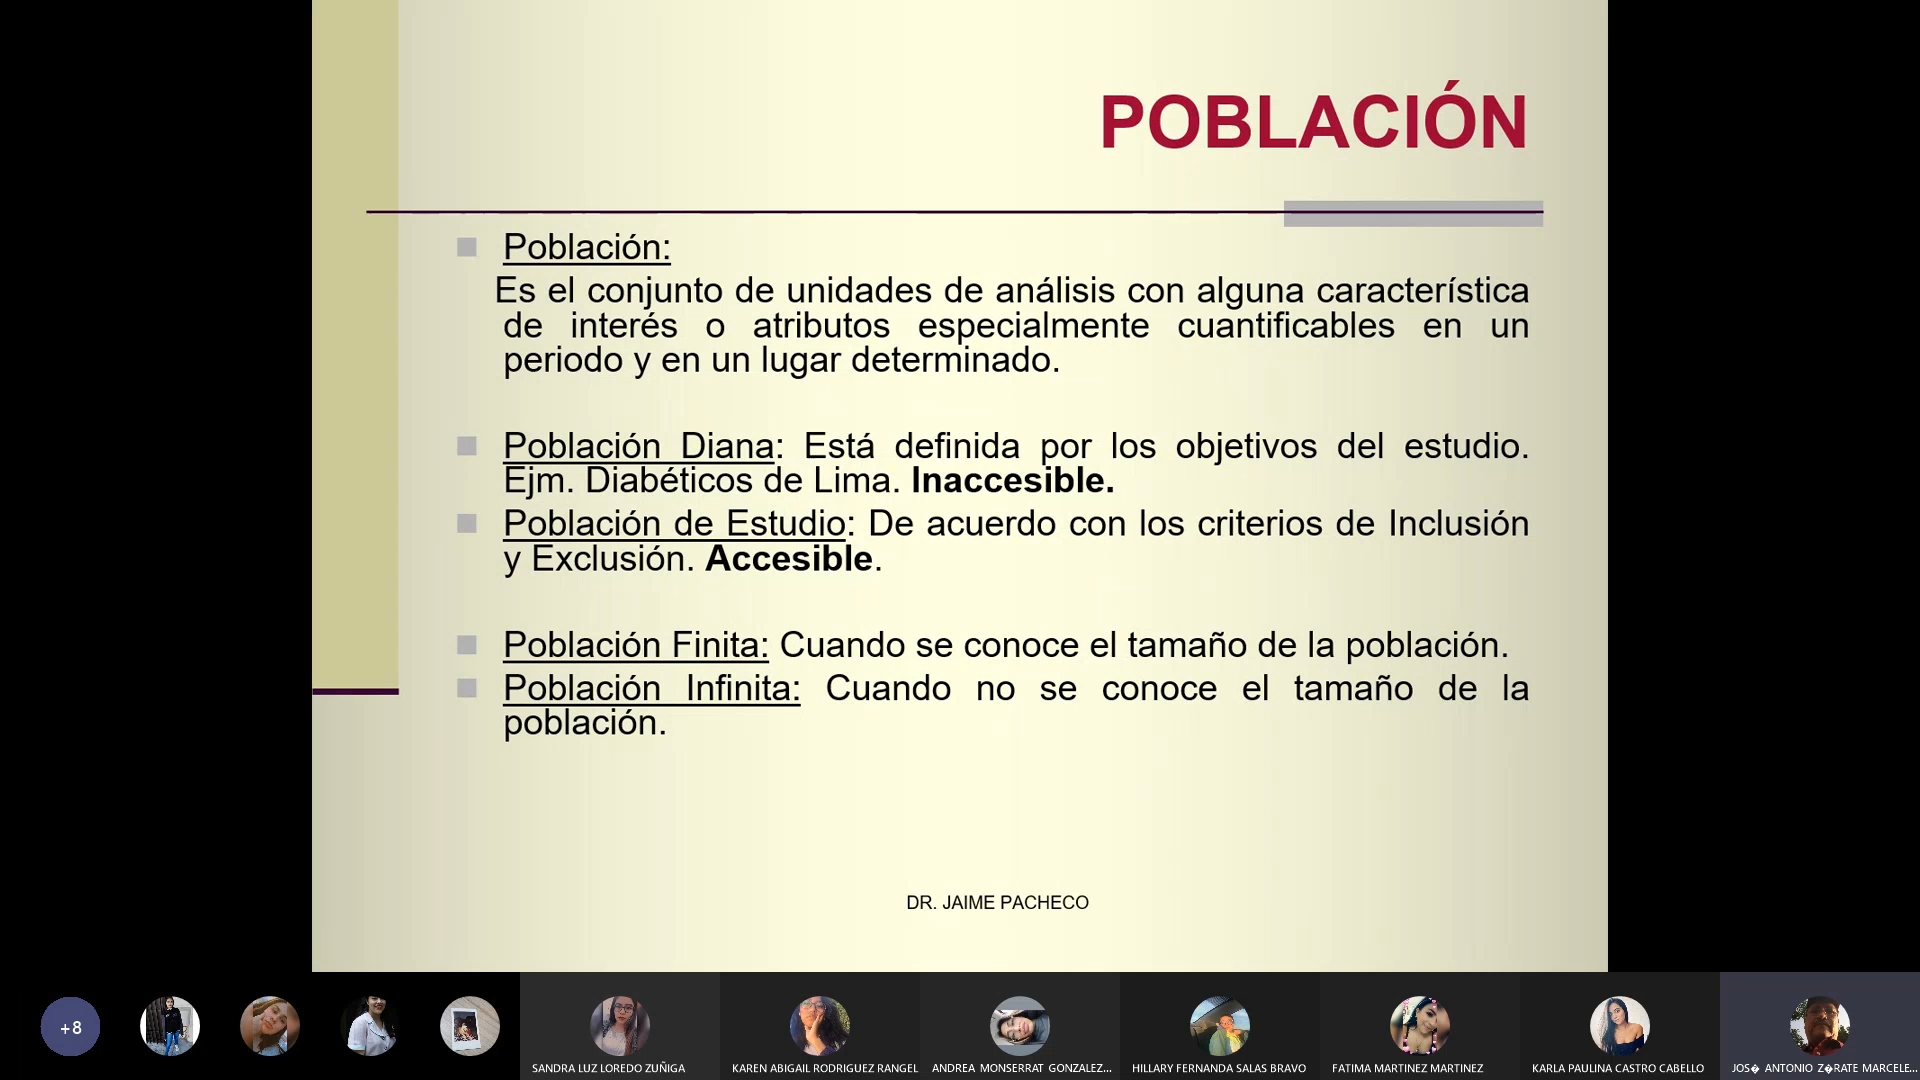 POBLACIÓN
Población:
Es el conjunto de unidades de análisis con alguna característica
de interés o atributos especialmente cuantificables en un
periodo y en un lugar determinado.
Población Diana: Está definida por los objetivos del estudio.
Ejm. Diabéticos de Lima. Inaccesible.
Población de Estudio: De acuerdo con los criterios de Inclusión
y Exclusión. Accesible.
Población Finita: Cuando se conoce el tamaño de la población.
Población Infinita: Cuando no se conoce el tamaño de la
población.
DR. JAIME PACHECO
+8
SANDRA LUZ LOREDO ZUÑIGA
KAREN ABIGAIL RODRIGUEZ RANGEL
ANDREA MONSERRAT GONZALEZ...
HILLARY FERNANDA SALAS BRAVO
FATIMA MARTINEZ MARTINEZ
KARLA PAULINA CASTRO CABELLO
JOS� ANTONIO Z�RATE MARCELE...